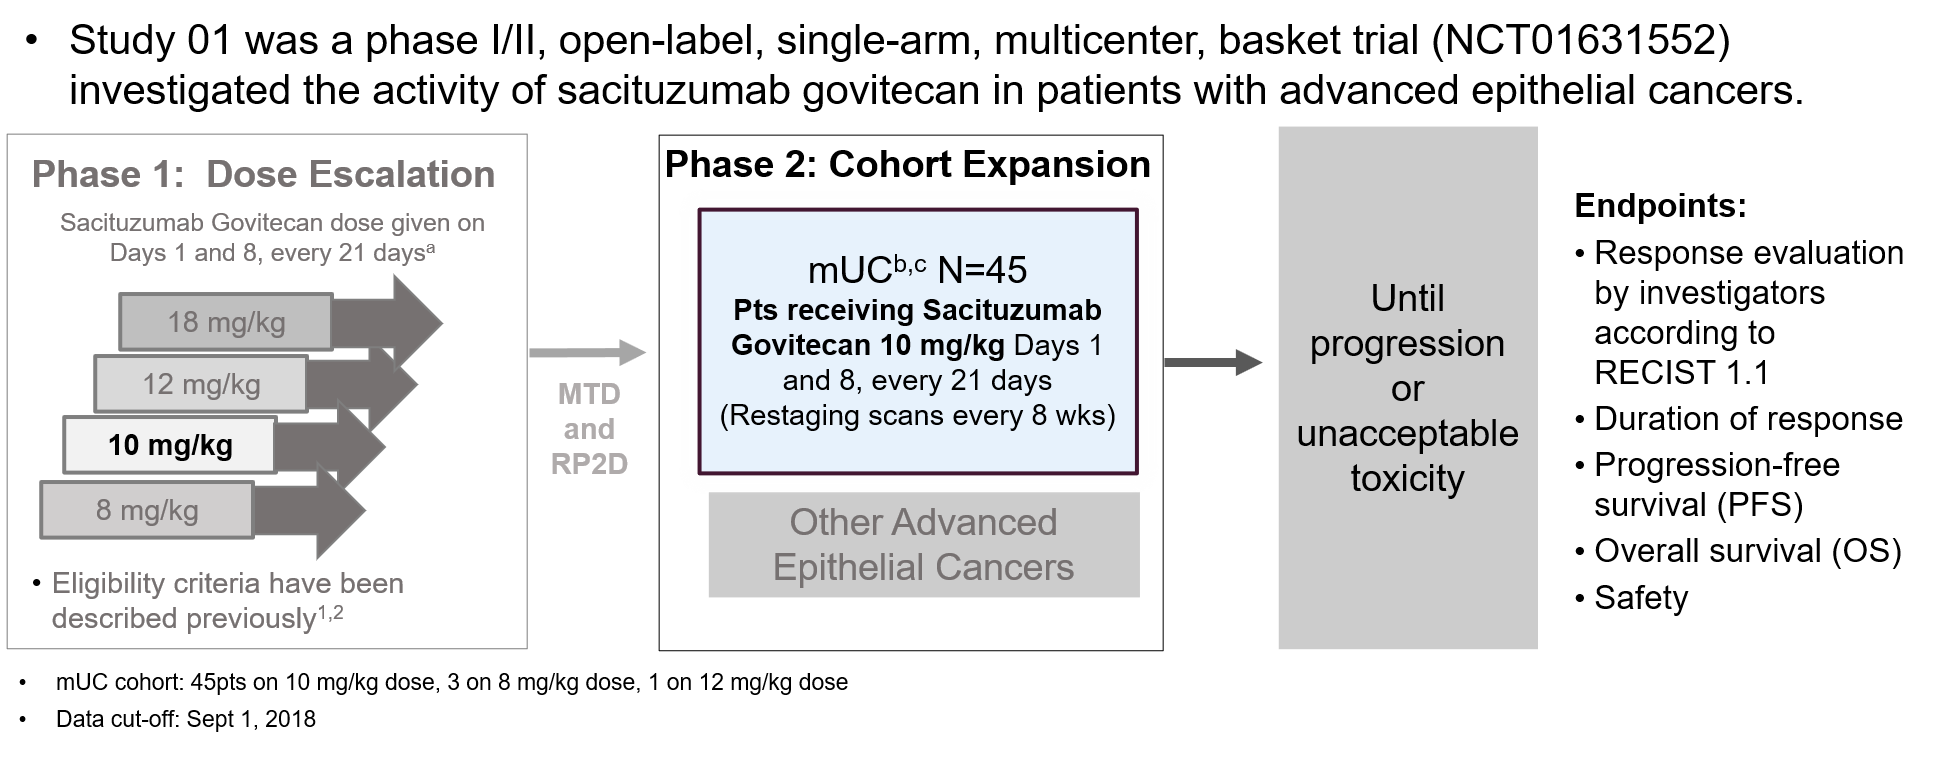 • Study 01 was a phase I/II, open-label, single-arm, multicenter, basket trial (NCT01631552)
investigated the activity of sacituzumab govitecan in patients with advanced epithelial cancers.
Phase 1: Dose Escalation
Sacituzumab Govitecan dose given on
Days 1 and 8, every 21 daysᵃ
18 mg/kg
12 mg/kg
10 mg/kg
8 mg/kg
• Eligibility criteria have been
described previously¹,²
MTD
and
RP2D
Phase 2: Cohort Expansion
mUCᵇ,ᶜ N=45
Pts receiving Sacituzumab
Govitecan 10 mg/kg Days 1
and 8, every 21 days
(Restaging scans every 8 wks)
Other Advanced
Epithelial Cancers
Until
progression
or
unacceptable
toxicity
Endpoints:
• Response evaluation
by investigators
according to
RECIST 1.1
• Duration of response
• Progression-free
survival (PFS)
• Overall survival (OS)
• Safety
• mUC cohort: 45pts on 10 mg/kg dose, 3 on 8 mg/kg dose, 1 on 12 mg/kg dose
• Data cut-off: Sept 1, 2018